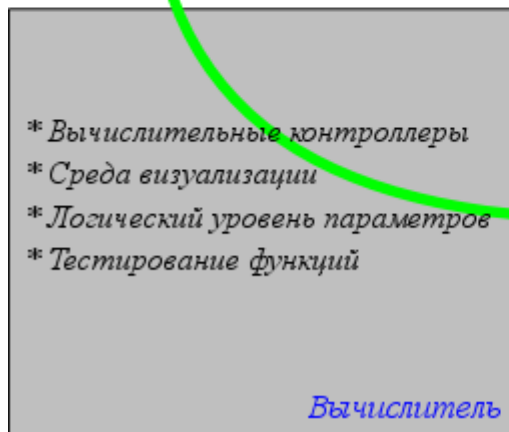 * Вычислительные контроллеры
* Среда визуализации
* Логический уровень параметров
* Тестирование функций
Вычислитель